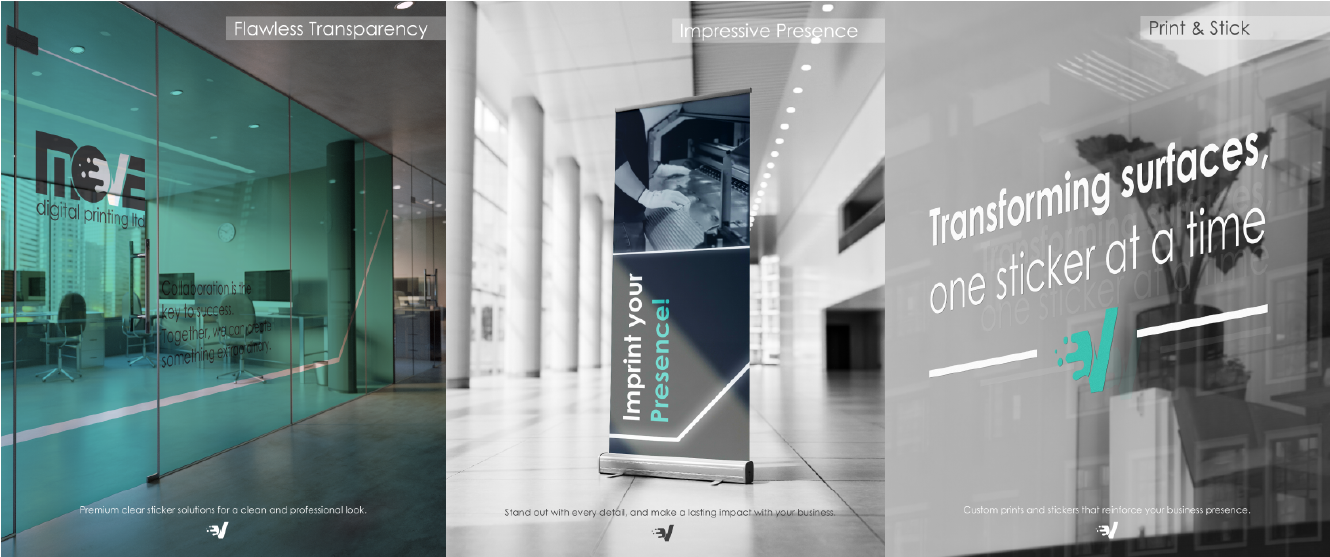 Flawless Transparency
move
digital printing ltd
Collaboration is the
key to success.
Together, we can create
something extraordinary.
Premium clear sticker solutions for a clean and professional look.
Impressive Presence
Imprint your
Presence!
Stand out with every detail, and make a lasting impact with your business.
Print & Stick
Transforming surfaces,
one sticker at a time
Custom prints and stickers that reinforce your business presence.